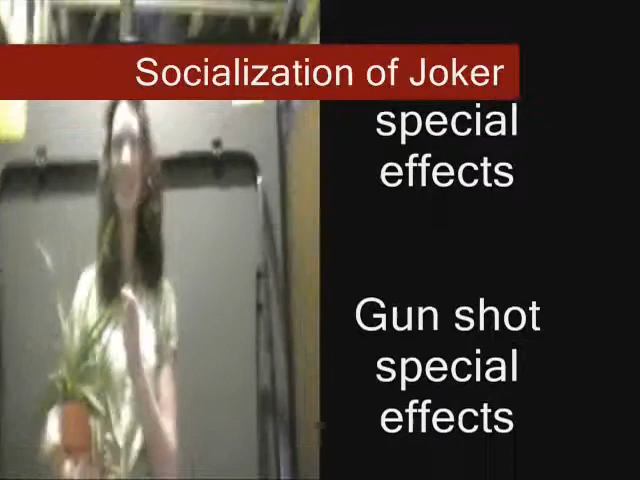 Socialization of Joker
special
effects
Gun shot
special
effects